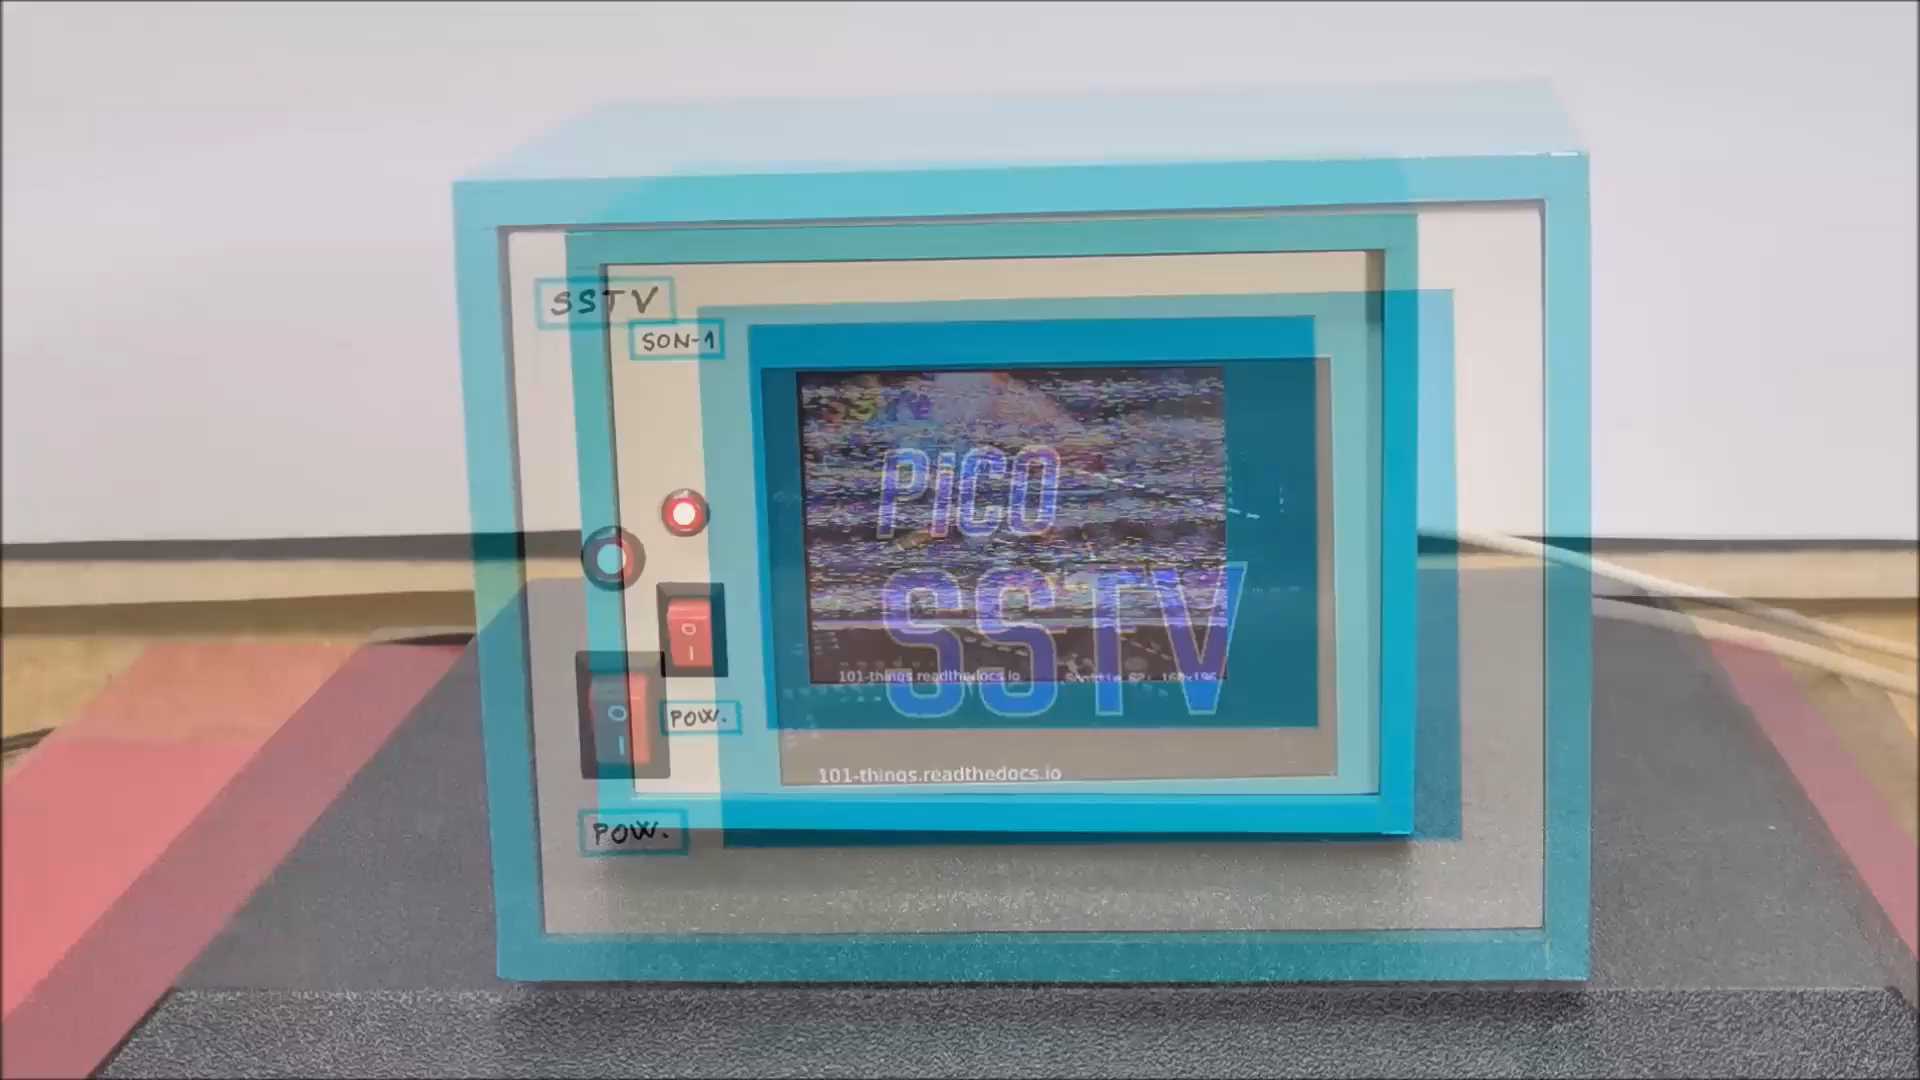 SSTV
SON-1
PICO
SSTV
101-things.readthedocs.io
O
I
POW.
101-things.readthedocs.io
O
I
POW.